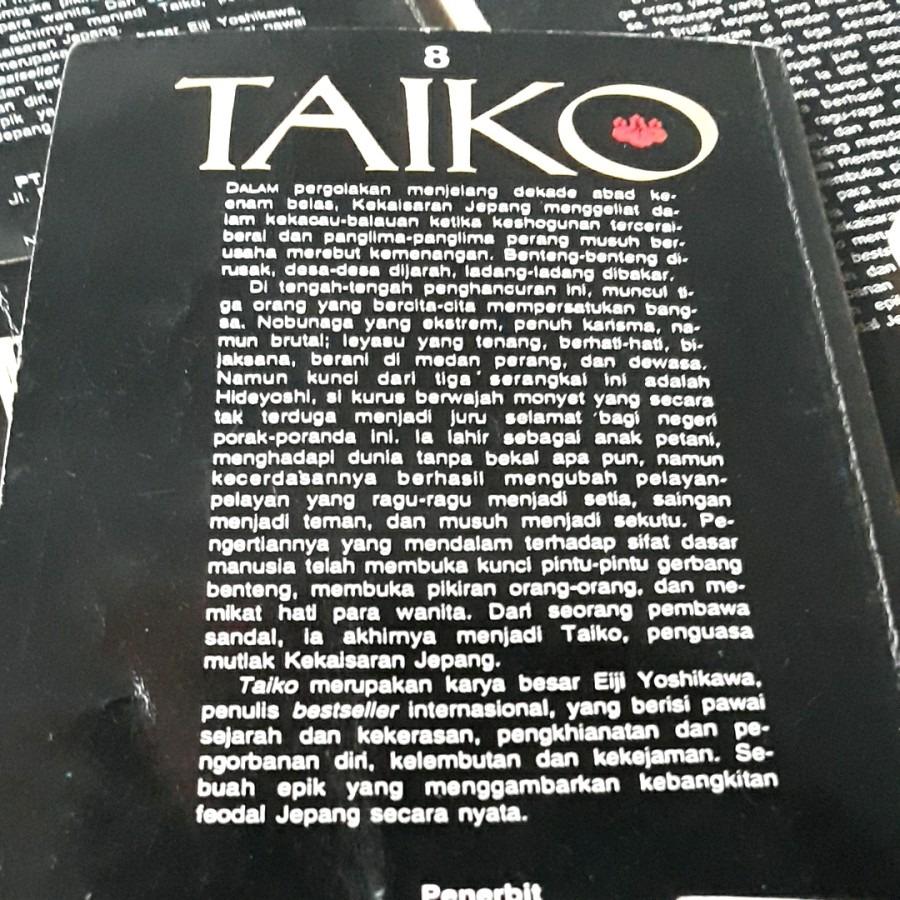 8
TAIKO
DALAM pergolakan menjelang dekade abad ke-
enam belas, Kekaisaran Jepang menggeliat da-
lam kekacau-balauan ketika keshogunan tercerai-
berai dan panglima-panglima perang musuh ber-
usaha merebut kemenangan. Benteng-benteng di-
rusak, desa-desa dijarah, ladang-ladang dibakar.
Di tengah-tengah penghancuran ini, muncul ti-
ga orang yang bercita-cita mempersatukan bang-
sa. Nobunaga yang ekstrem, penuh karisma, na-
mun brutal; Ieyasu yang tenang, berhati-hati, bi-
jaksana, berani di medan perang, dan dewasa.
Namun kunci dari tiga serangkai ini adalah
Hideyoshi, si kurus berwajah monyet yang secara
tak terduga menjadi juru selamat bagi negeri
porak-poranda ini. Ia lahir sebagai anak petani,
menghadapi dunia tanpa bekal apa pun, namun
kecerdasannya berhasil mengubah pelayan-
pelayan yang ragu-ragu menjadi setia, saingan
menjadi teman, dan musuh menjadi sekutu. Pe-
ngertiannya yang mendalam terhadap sifat dasar
manusia telah membuka kunci pintu-pintu gerbang
benteng, membuka pikiran orang-orang, dan me-
mikat hati para wanita. Dari seorang pembawa
sandal, ia akhirnya menjadi Taiko, penguasa
mutlak Kekaisaran Jepang.
Taiko merupakan karya besar Eiji Yoshikawa,
penulis bestseller internasional, yang berisi pawai
sejarah dan kekerasan, pengkhianatan dan pe-
ngorbanan diri, kelembutan dan kekejaman. Se-
buah epik yang menggambarkan kebangkitan
feodal Jepang secara nyata.
Penerbit